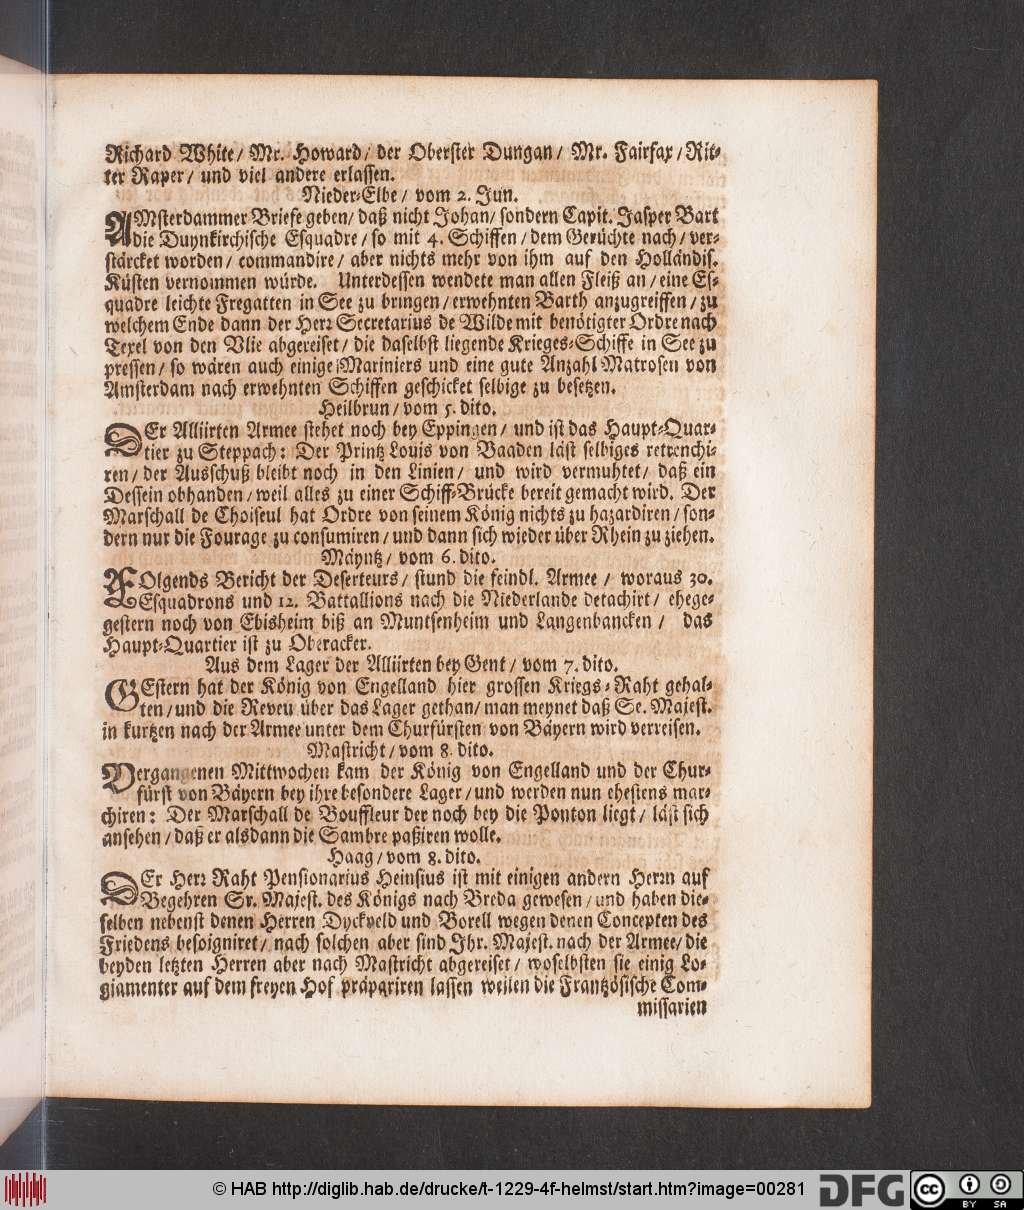 Richard White/ Mr. Howard/ der Oberster Dungan/ Mr. Fairfax/ Rit-
ter Raper/ und viel andere erlassen.
Nieder-Elbe/ vom 2. Jun.
AMsterdammer Briefe geben/ daß nicht Johan/ sondern Capit. Jasper Bart
die Duynkirchische Esquadre/ so mit 4. Schiffen/ dem Gerüchte nach/ ver-
stärcket worden/ commandire/ aber nichts mehr von ihm auf den Holländis.
Küsten vernommen würde. Unterdessen wendete man allen Fleiß an/ eine Es-
quadre leichte Fregatten in See zu bringen/ erwehnten Barth anzugreiffen/ zu
welchem Ende dann der Herr Secretarius de Wilde mit benötigter Ordre nach
Texel von den Vlie abgereiset/ die daselbst liegende Krieges-Schiffe in See zu
pressen/ so wären auch einige Mariniers und eine gute Anzahl Matrosen von
Amsterdam nach erwehnten Schiffen geschicket selbige zu besetzen.
Heilbrun/ vom 5. dito.
DEr Alliirten Armee stehet noch bey Eppingen/ und ist das Haupt-Quar-
tier zu Steppach: Der Printz Louis von Baaden läst selbiges retrenchi-
ren/ der Ausschuß bleibt noch in den Linien/ und wird vermuhtet/ daß ein
Dessein obhanden/ weil alles zu einer Schiff-Brücke bereit gemacht wird. Der
Marschall de Choiseul hat Ordre von seinem König nichts zu hazardiren/ son-
dern nur die Fourage zu consumiren/ und dann sich wieder über Rhein zu ziehen.
Mäyntz/ vom 6. dito.
FOlgends Bericht der Deserteurs/ stund die feindl. Armee/ woraus 30.
Esquadrons und 12. Battallions nach die Niederlande detachirt/ ehege-
gestern noch von Ebisheim biß an Muntsenheim und Langenbancken/ das
Haupt-Quartier ist zu Oberacker.
Aus dem Lager der Alliirten bey Gent/ vom 7. dito.
GEstern hat der König von Engelland hier grossen Kriegs-Raht gehal-
ten/ und die Reveu über das Lager gethan/ man meynet daß Se. Majest.
in kurtzen nach der Armee unter dem Churfürsten von Bäyern wird verreisen.
Mastricht/ vom 8. dito.
Vergangenen Mittwochen kam der König von Engelland und der Chur-
fürst von Bäyern bey ihre besondere Lager/ und werden nun ehestens mar-
chiren: Der Marschall de Bouffleur der noch bey die Ponton liegt/ läst sich
ansehen/ daß er alsdann die Sambre paßiren wolle.
Haag/ vom 8. dito.
DEr Herr Raht Pensionarius Heinsius ist mit einigen andern Herrn auf
Begehren Sr. Majest. des Königs nach Breda gewesen/ und haben die-
selben nebenst denen Herren Dyckveld und Borell wegen denen Concepten des
Friedens besoigniret/ nach solchen aber sind Ihr. Majest. nach der Armee/ die
beyden letzten Herren aber nach Mastricht abgereiset/ woselbsten sie einig Lo-
giamenter auf dem freyen Hof präpariren lassen weilen die Frantzösische Com-
missarien
© HAB http://diglib.hab.de/drucke/t-1229-4f-helmst/start.htm?image=00281
DFG
cc BY SA